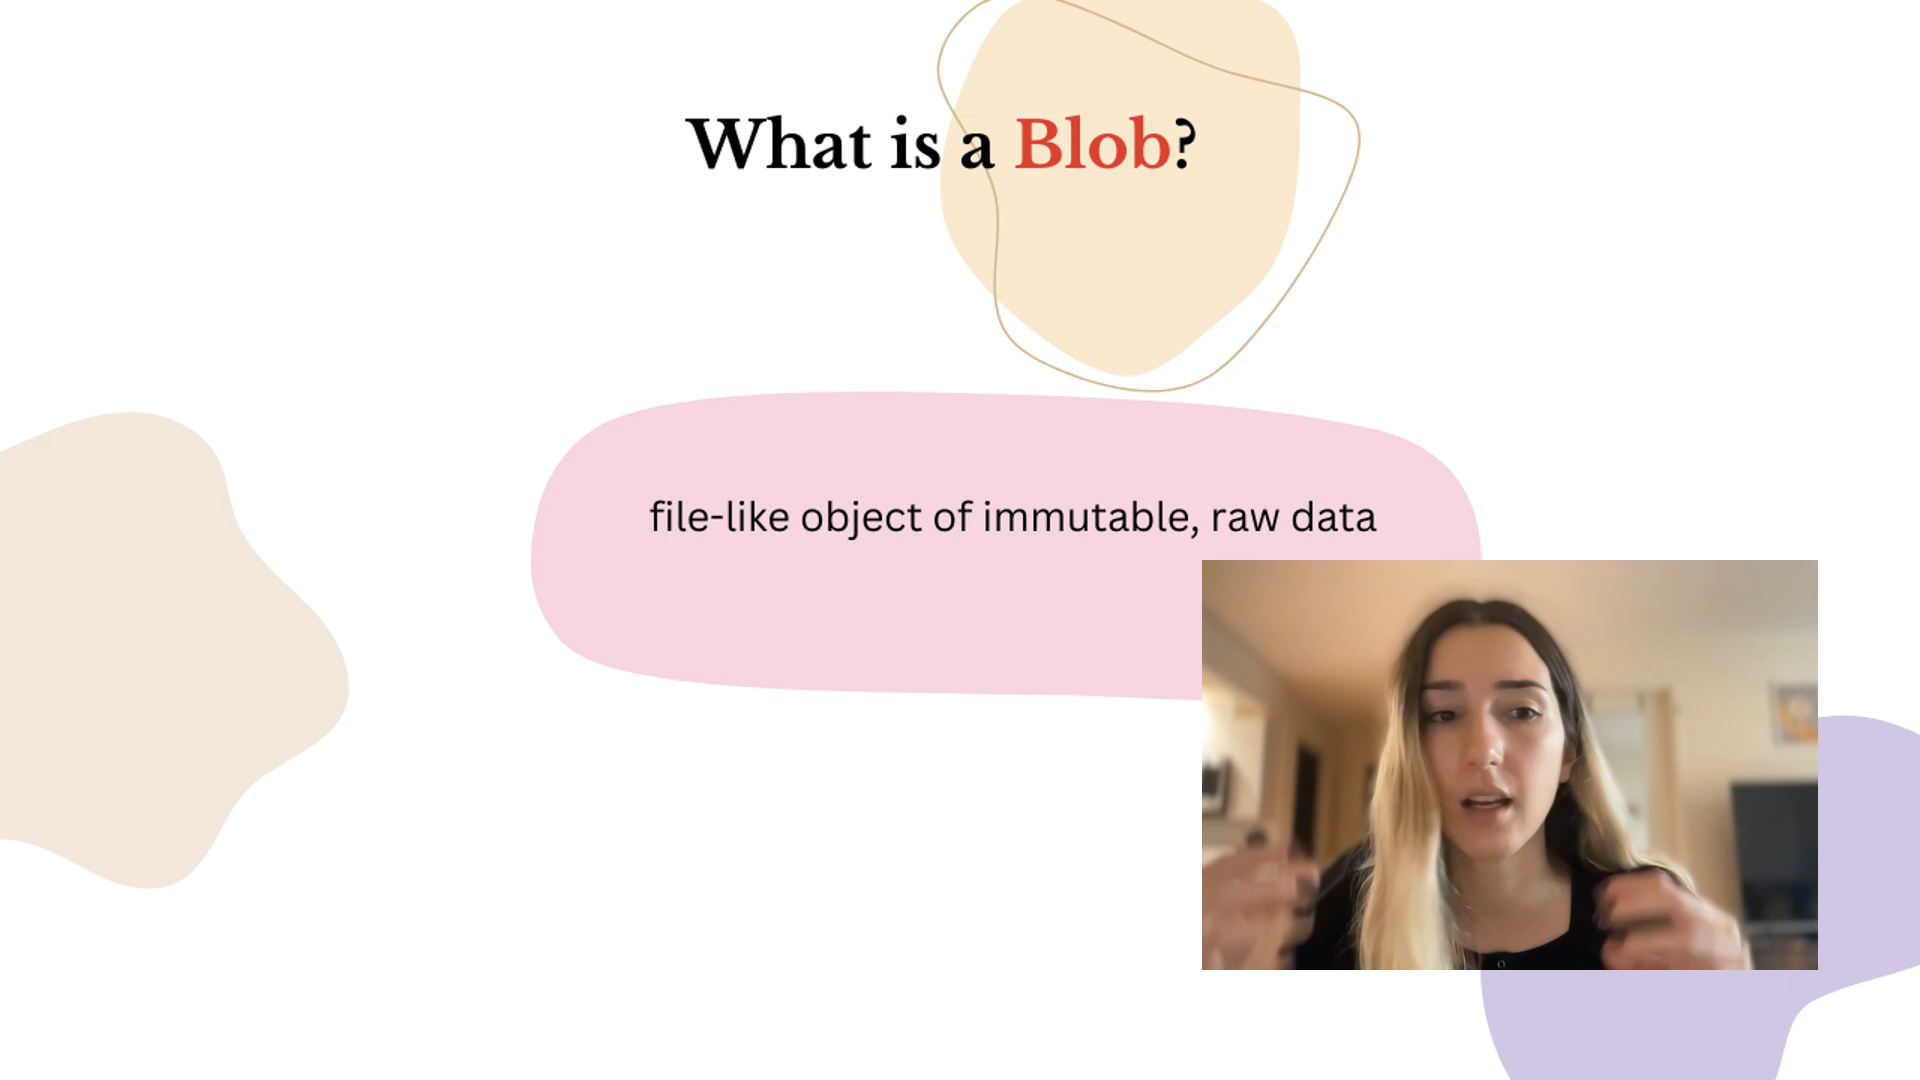 What is a Blob?
file-like object of immutable, raw data